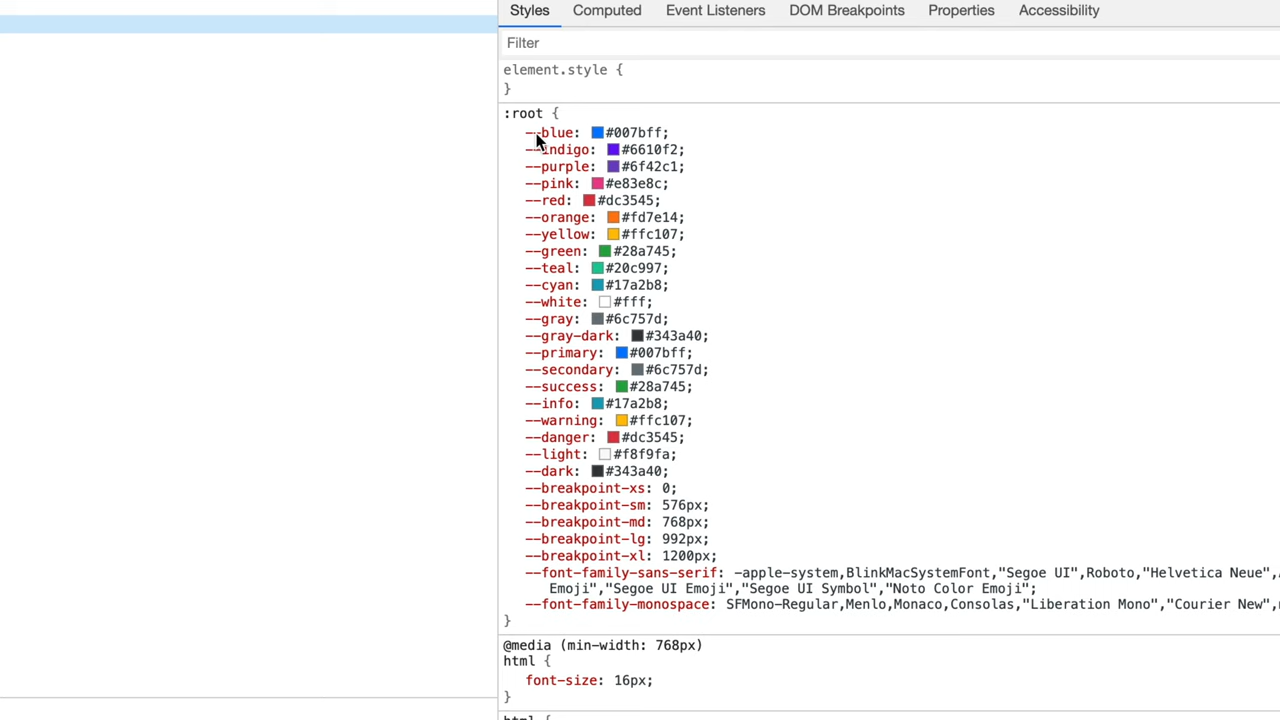 Styles Computed Event Listeners DOM Breakpoints Properties Accessibility
Filter
element.style {
}
:root {
--blue: #007bff;
--indigo: #6610f2;
--purple: #6f42c1;
--pink: #e83e8c;
--red: #dc3545;
--orange: #fd7e14;
--yellow: #ffc107;
--green: #28a745;
--teal: #20c997;
--cyan: #17a2b8;
--white: #fff;
--gray: #6c757d;
--gray-dark: #343a40;
--primary: #007bff;
--secondary: #6c757d;
--success: #28a745;
--info: #17a2b8;
--warning: #ffc107;
--danger: #dc3545;
--light: #f8f9fa;
--dark: #343a40;
--breakpoint-xs: 0;
--breakpoint-sm: 576px;
--breakpoint-md: 768px;
--breakpoint-lg: 992px;
--breakpoint-xl: 1200px;
--font-family-sans-serif: -apple-system,BlinkMacSystemFont,"Segoe UI",Roboto,"Helvetica Neue",
Emoji","Segoe UI Emoji","Segoe UI Symbol","Noto Color Emoji";
--font-family-monospace: SFMono-Regular,Menlo,Monaco,Consolas,"Liberation Mono","Courier New",
}
@media (min-width: 768px)
html {
font-size: 16px;
}
html {